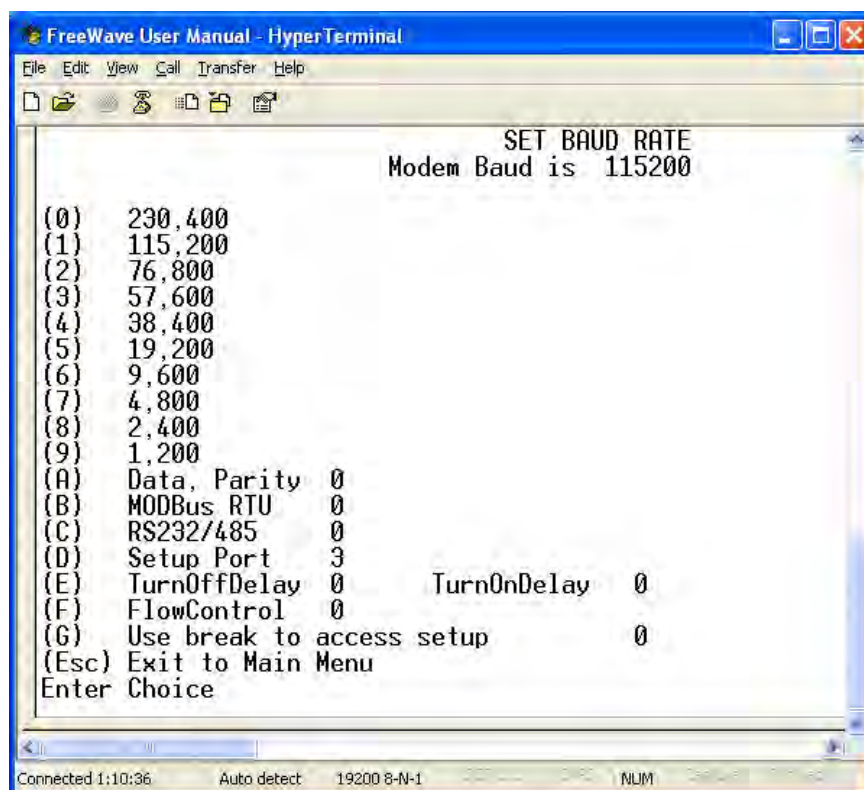 FreeWave User Manual - HyperTerminal
File Edit View Call Transfer Help
SET BAUD RATE
Modem Baud is 115200
(0) 230,400
(1) 115,200
(2) 76,800
(3) 57,600
(4) 38,400
(5) 19,200
(6) 9,600
(7) 4,800
(8) 2,400
(9) 1,200
(A) Data, Parity 0
(B) MODBus RTU 0
(C) RS232/485 0
(D) Setup Port 3
(E) TurnOffDelay 0 TurnOnDelay 0
(F) FlowControl 0
(G) Use break to access setup 0
(Esc) Exit to Main Menu
Enter Choice
Connected 1:10:36 Auto detect 19200 8-N-1 NUM